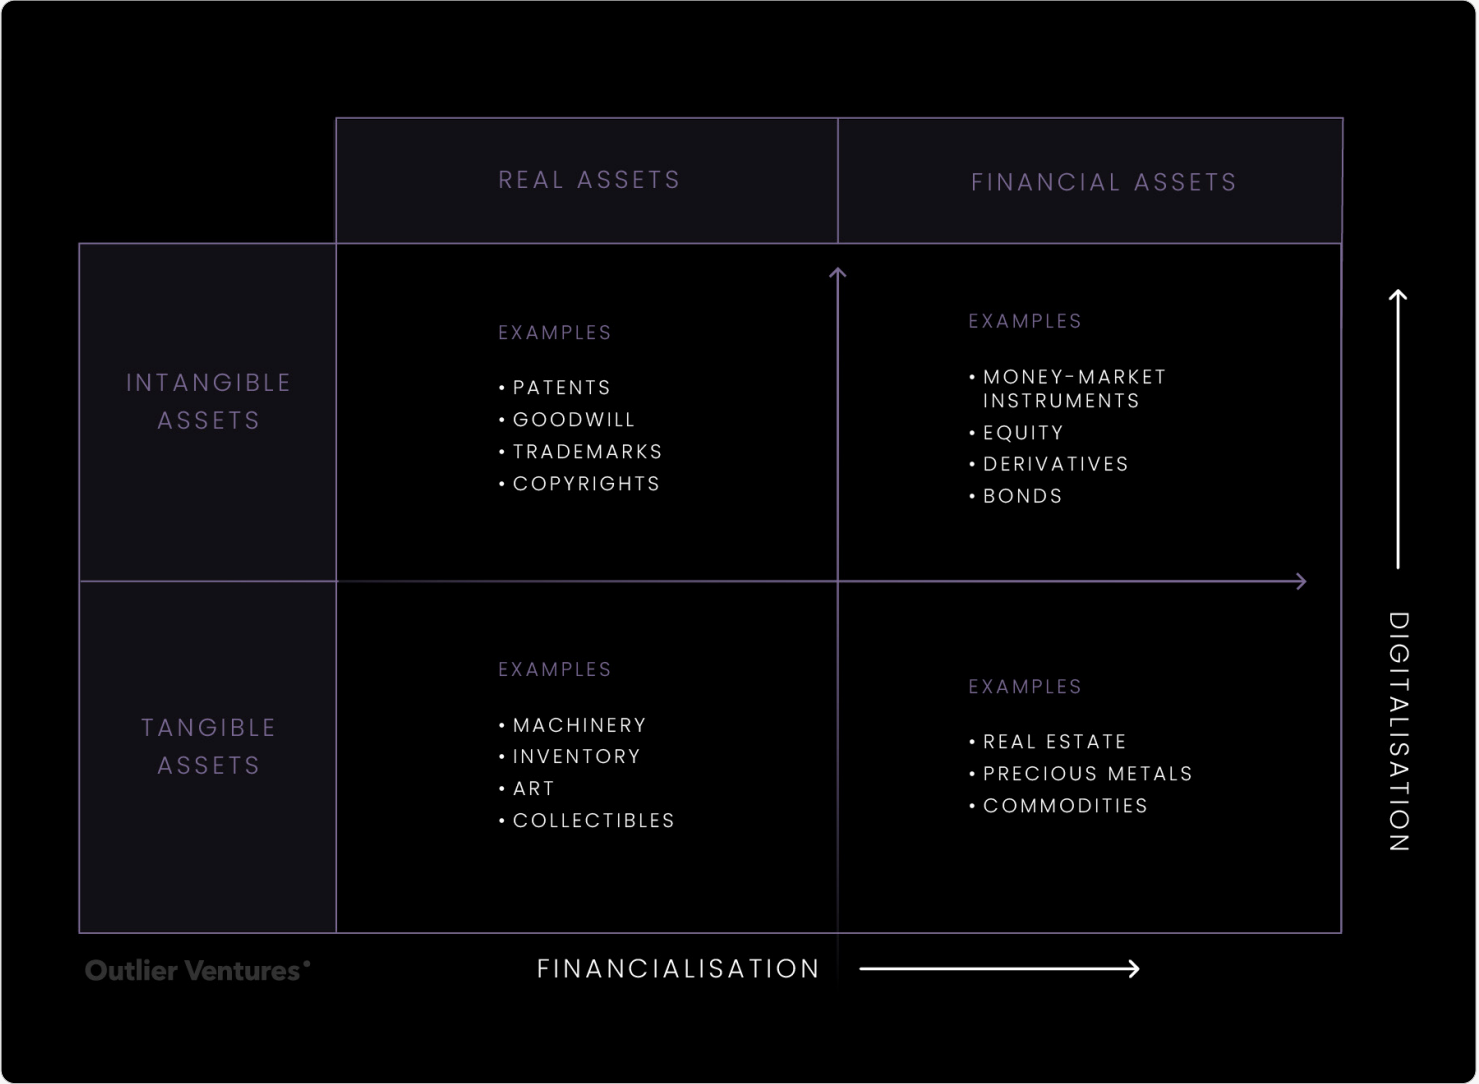 REAL ASSETS
FINANCIAL ASSETS
INTANGIBLE
ASSETS
EXAMPLES
• PATENTS
• GOODWILL
• TRADEMARKS
• COPYRIGHTS
EXAMPLES
• MONEY-MARKET
INSTRUMENTS
• EQUITY
• DERIVATIVES
• BONDS
TANGIBLE
ASSETS
EXAMPLES
• MACHINERY
• INVENTORY
• ART
• COLLECTIBLES
EXAMPLES
• REAL ESTATE
• PRECIOUS METALS
• COMMODITIES
DIGITALISATION
Outlier Ventures•
FINANCIALISATION